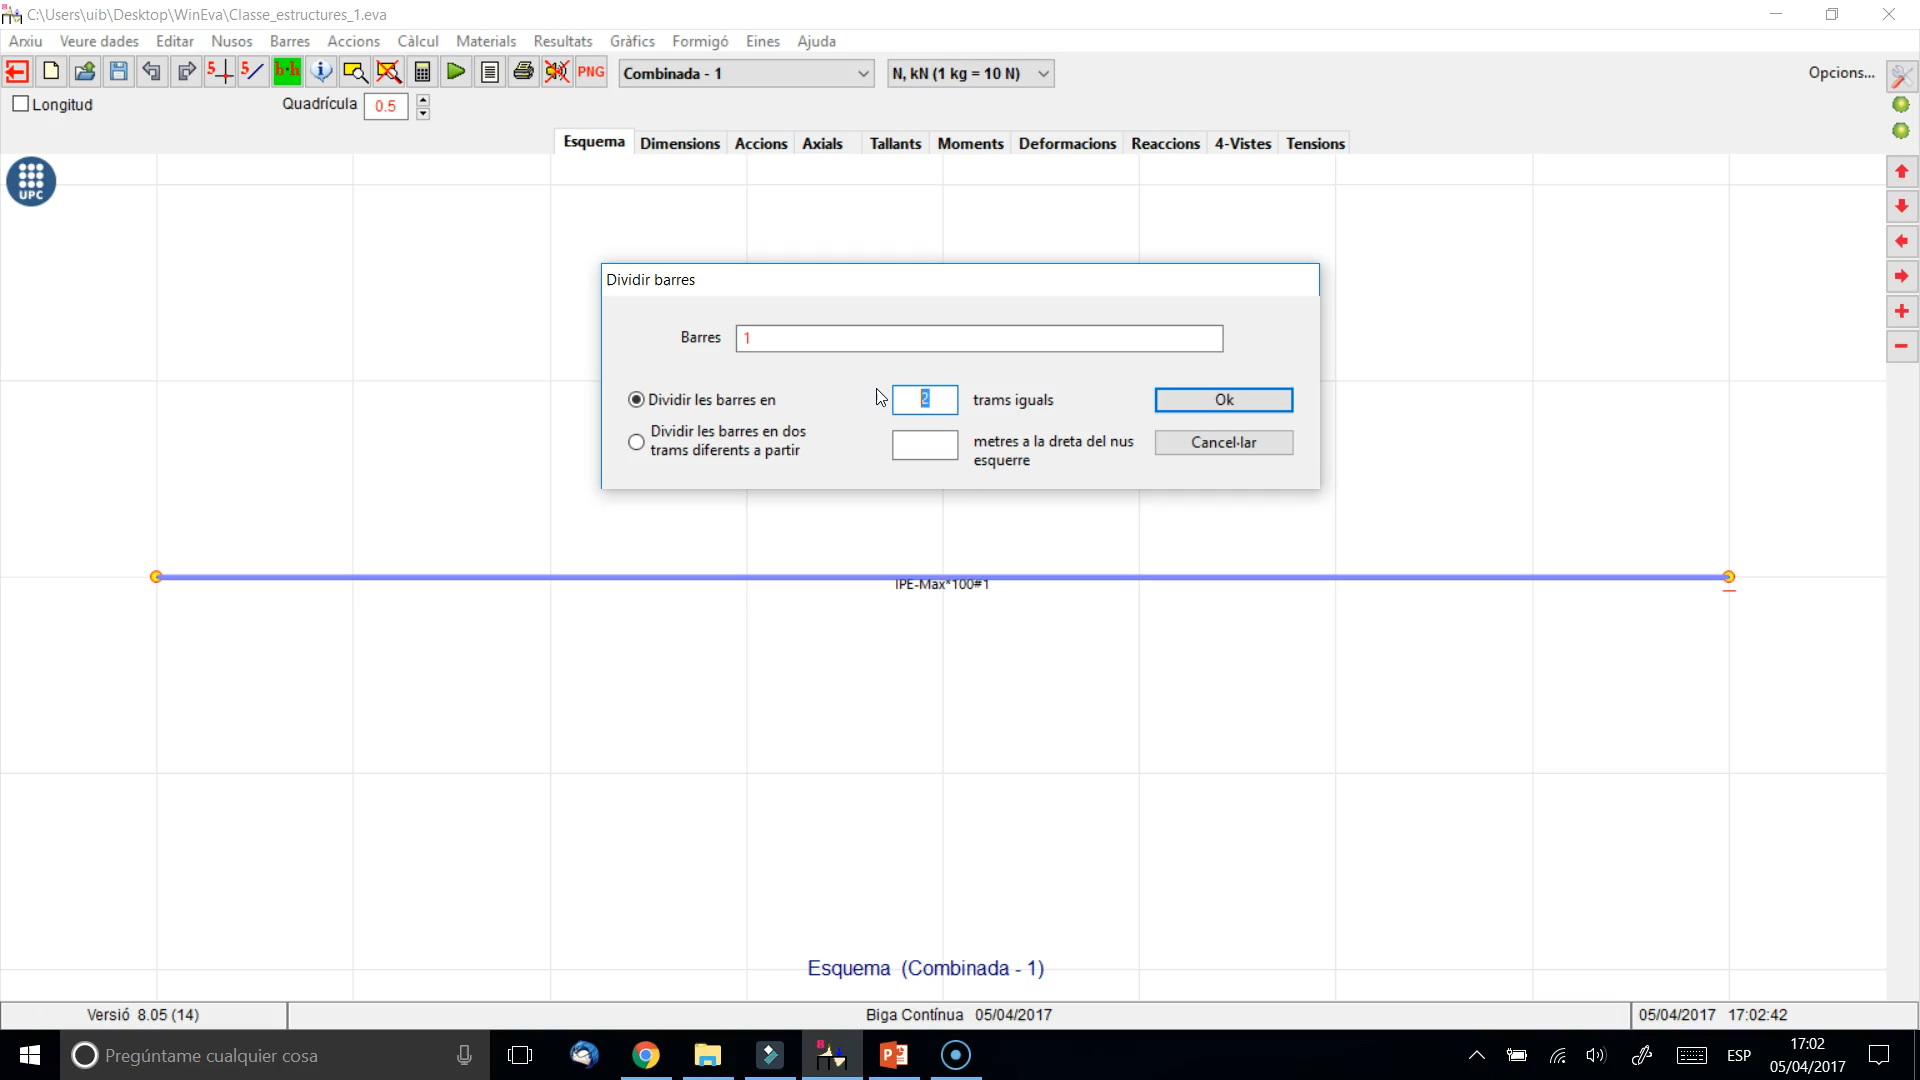 C:\Users\uib\Desktop\WinEva\Classe_estructures_1.eva
Arxiu Veure dades Editar Nusos Barres Accions Càlcul Materials Resultats Gràfics Formigó Eines Ajuda
5 5 b·h PNG Combinada - 1 N, kN (1 kg = 10 N) Opcions...
Longitud Quadrícula 0.5
Esquema Dimensions Accions Axials Tallants Moments Deformacions Reaccions 4-Vistes Tensions
UPC
Dividir barres
Barres 1
Dividir les barres en 2 trams iguals Ok
Dividir les barres en dos
trams diferents a partir
metres a la dreta del nus
esquerre
Cancel·lar
IPE-Max*100#1
Esquema (Combinada - 1)
Versió 8.05 (14) Biga Contínua 05/04/2017 05/04/2017 17:02:42
Pregúntame cualquier cosa
ESP
17:02
05/04/2017